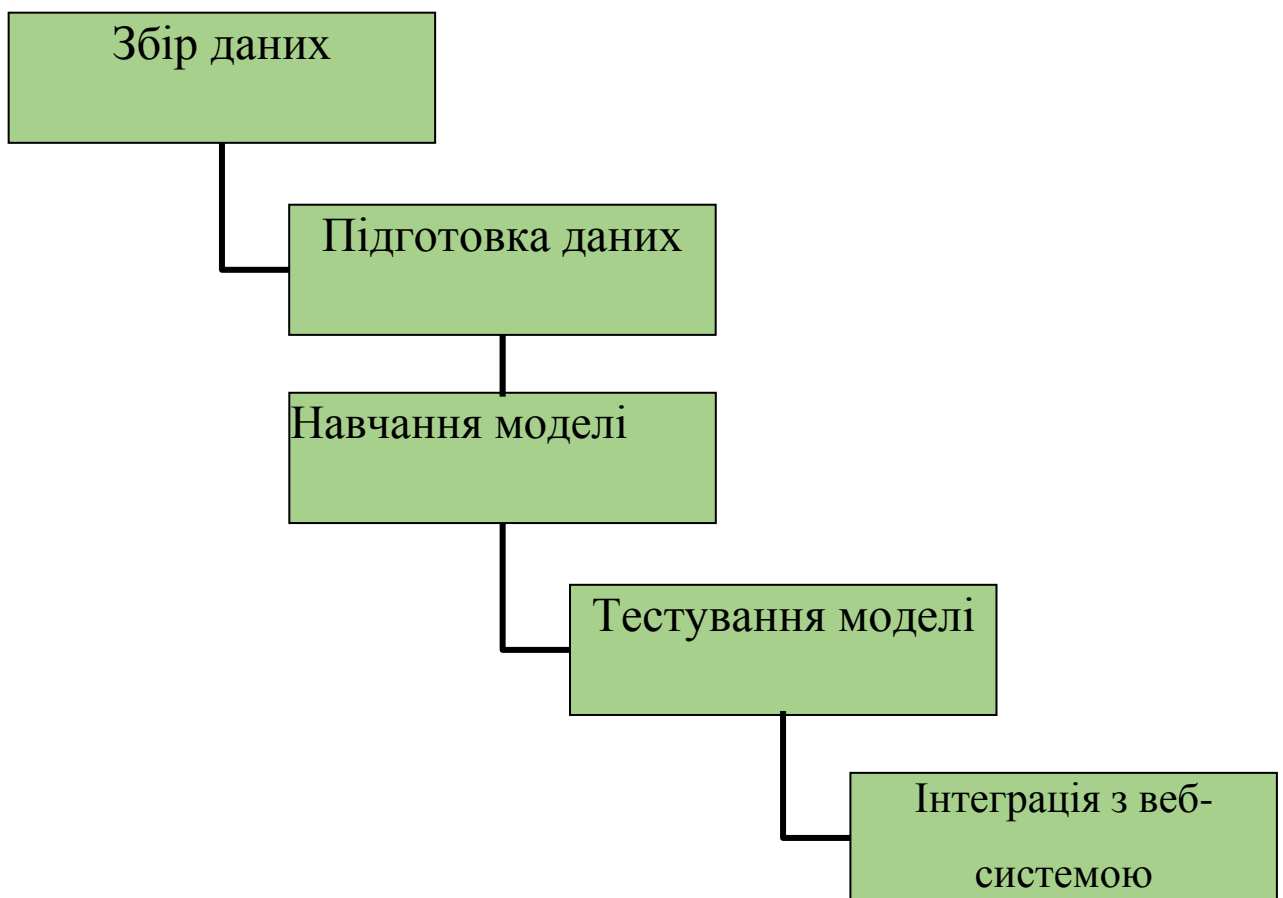 Збір даних
Підготовка даних
Навчання моделі
Тестування моделі
Інтеграція з веб-
системою